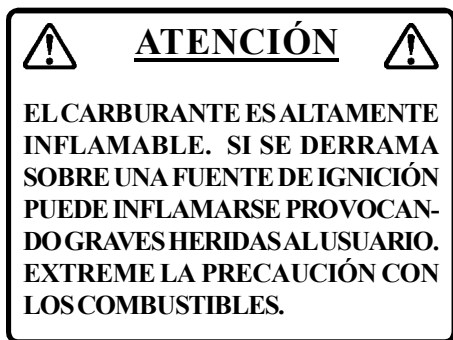 ATENCIÓN
EL CARBURANTE ES ALTAMENTE
INFLAMABLE. SI SE DERRAMA
SOBRE UNA FUENTE DE IGNICIÓN
PUEDE INFLAMARSE PROVOCAN-
DO GRAVES HERIDAS AL USUARIO.
EXTREME LA PRECAUCIÓN CON
LOS COMBUSTIBLES.